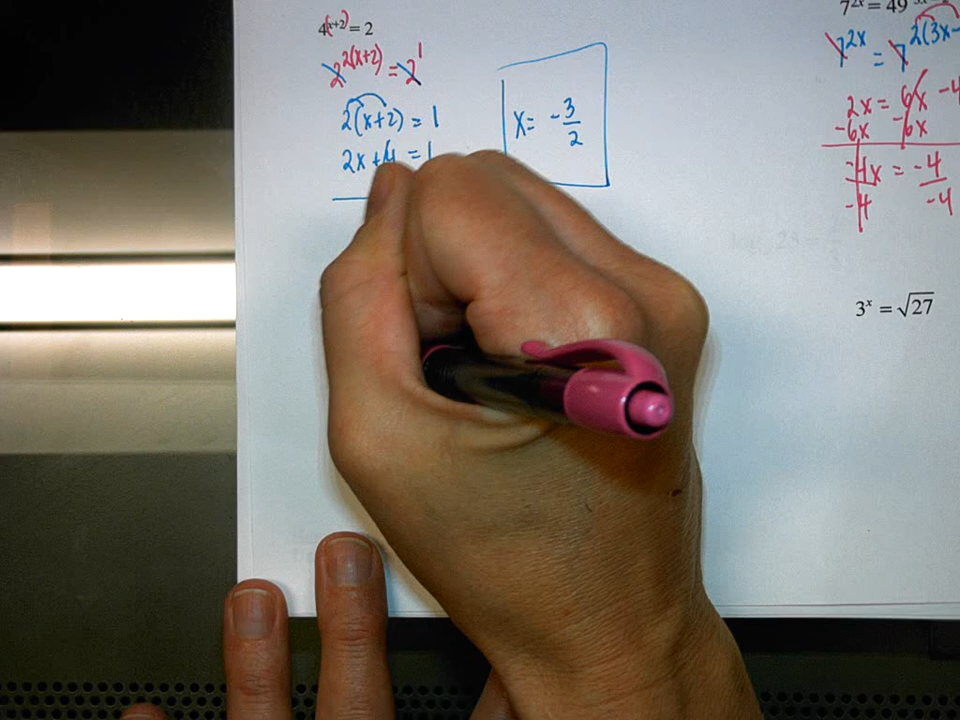 4(x+2) = 2
2 2(x+2) = 2 1
2(x+2) = 1
2x+4 = 1
x = -3/2
7 2x = 49
7 2x = 7 2(3x-
2x = 6x -4
-6x -6x
-4x = -4
-4 -4
3 x = √27